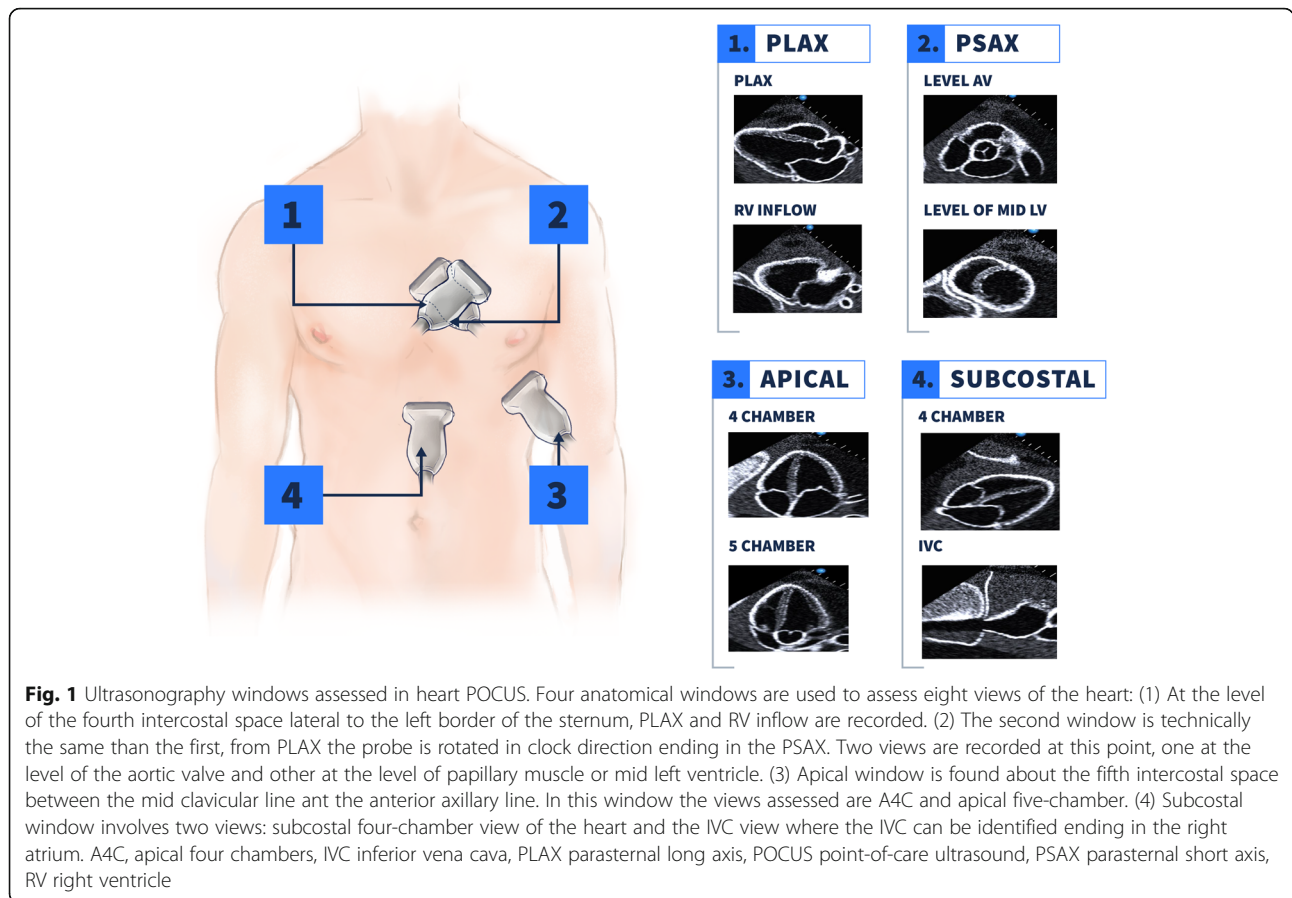 1
2
3
4
1. PLAX
PLAX
RV INFLOW
2. PSAX
LEVEL AV
LEVEL OF MID LV
3. APICAL
4 CHAMBER
5 CHAMBER
4. SUBCOSTAL
4 CHAMBER
IVC
Fig. 1 Ultrasonography windows assessed in heart POCUS. Four anatomical windows are used to assess eight views of the heart: (1) At the level
of the fourth intercostal space lateral to the left border of the sternum, PLAX and RV inflow are recorded. (2) The second window is technically
the same than the first, from PLAX the probe is rotated in clock direction ending in the PSAX. Two views are recorded at this point, one at the
level of the aortic valve and other at the level of papillary muscle or mid left ventricle. (3) Apical window is found about the fifth intercostal space
between the mid clavicular line ant the anterior axillary line. In this window the views assessed are A4C and apical five-chamber. (4) Subcostal
window involves two views: subcostal four-chamber view of the heart and the IVC view where the IVC can be identified ending in the right
atrium. A4C, apical four chambers, IVC inferior vena cava, PLAX parasternal long axis, POCUS point-of-care ultrasound, PSAX parasternal short axis,
RV right ventricle